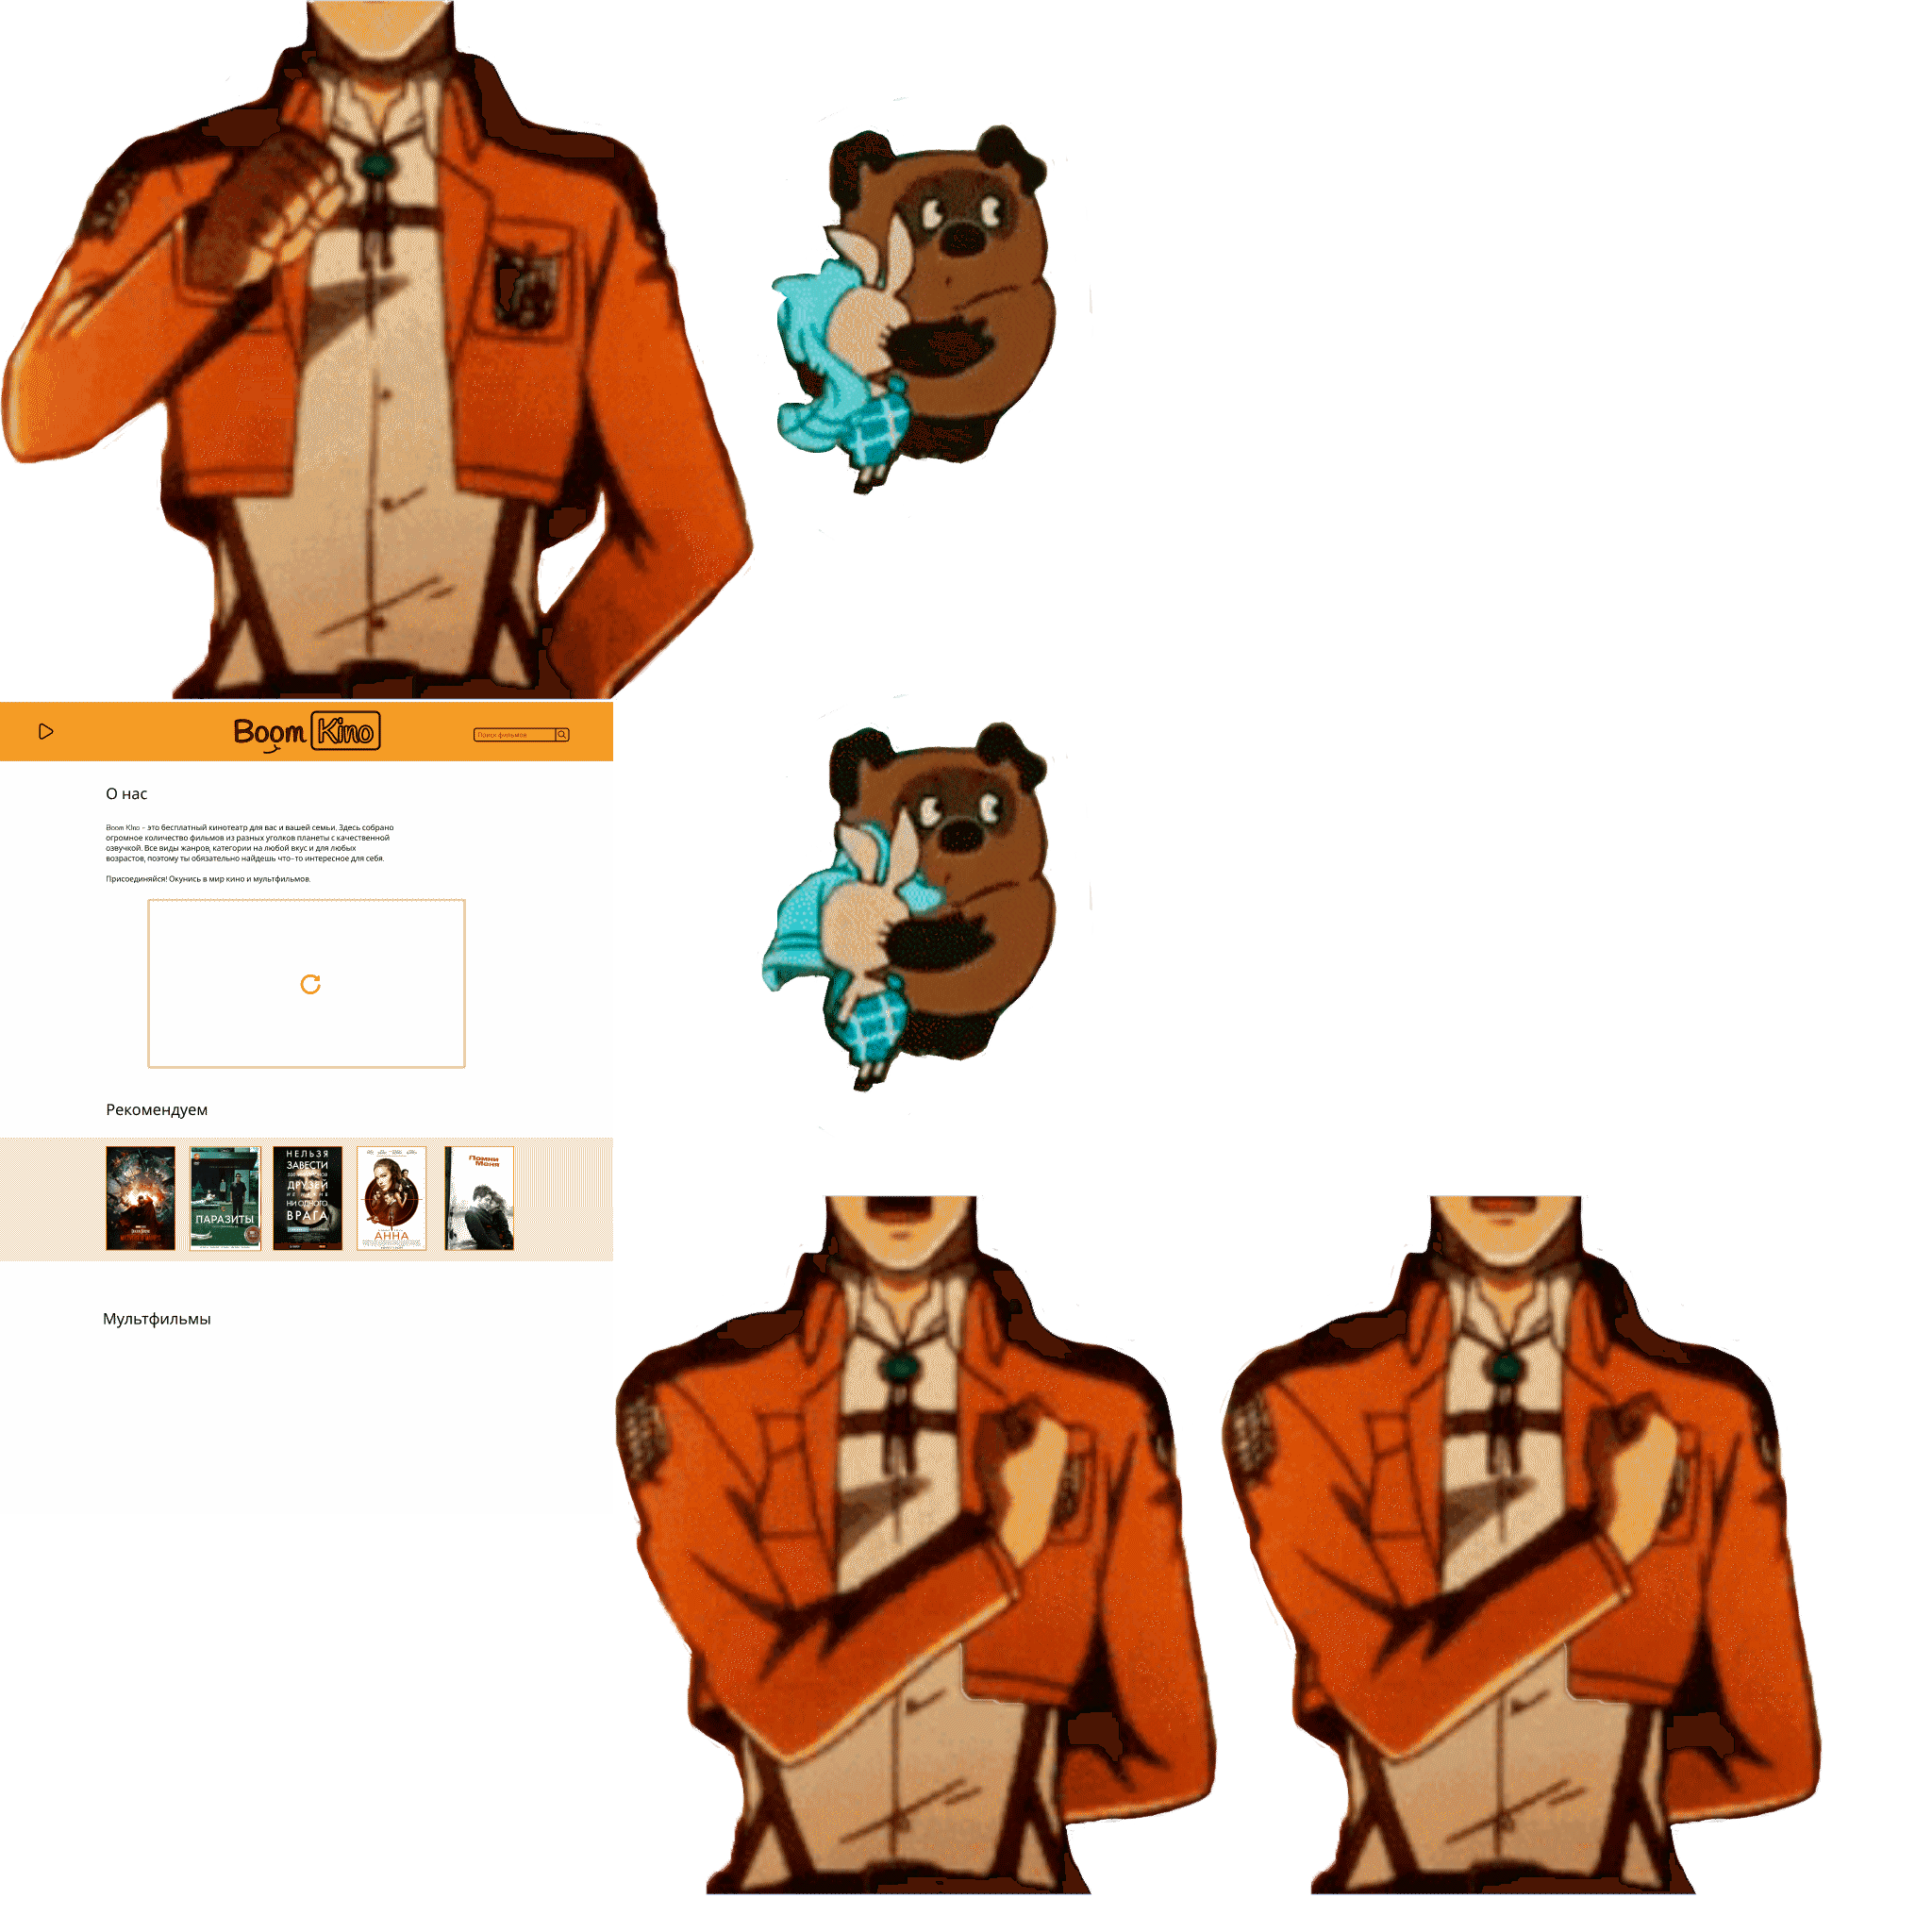 Boom Kino
Поиск фильмов
О нас
Boom KIno - это бесплатный кинотеатр для вас и вашей семьи. Здесь собрано
огромное количество фильмов из разных уголков планеты с качественной
озвучкой. Все виды жанров, категории на любой вкус и для любых
возрастов, поэтому ты обязательно найдешь что-то интересное для себя.
Присоединяйся! Окунись в мир кино и мультфильмов.
Рекомендуем
ПАРАЗИТЫ
НЕЛЬЗЯ
ЗАВЕСТИ
ДРУЗЕЙ
НИ ОДНОГО
ВРАГА
АННА
Помни
Меня
Мультфильмы